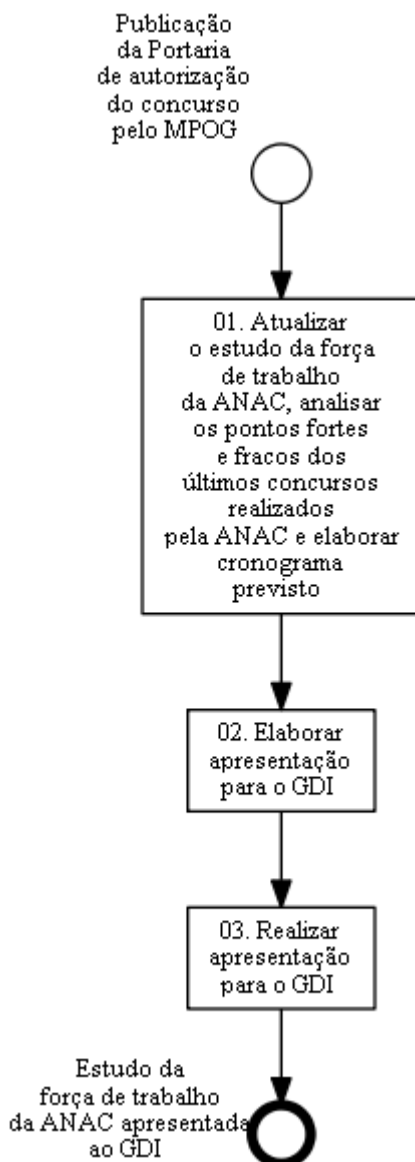 Publicação
da Portaria
de autorização
do concurso
pelo MPOG
01. Atualizar
o estudo da força
de trabalho
da ANAC, analisar
os pontos fortes
e fracos dos
últimos concursos
realizados
pela ANAC e elaborar
cronograma
previsto
02. Elaborar
apresentação
para o GDI
03. Realizar
apresentação
para o GDI
Estudo da
força de trabalho
da ANAC apresentada
ao GDI